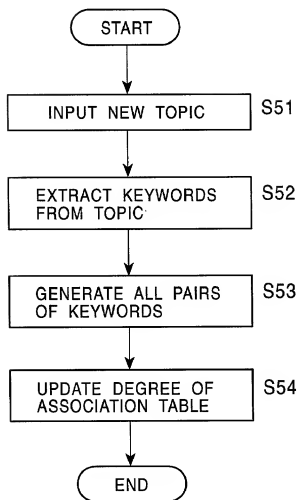 START
INPUT NEW TOPIC
S51
EXTRACT KEYWORDS
FROM TOPIC
S52
GENERATE ALL PAIRS
OF KEYWORDS
S53
UPDATE DEGREE OF
ASSOCIATION TABLE
S54
END